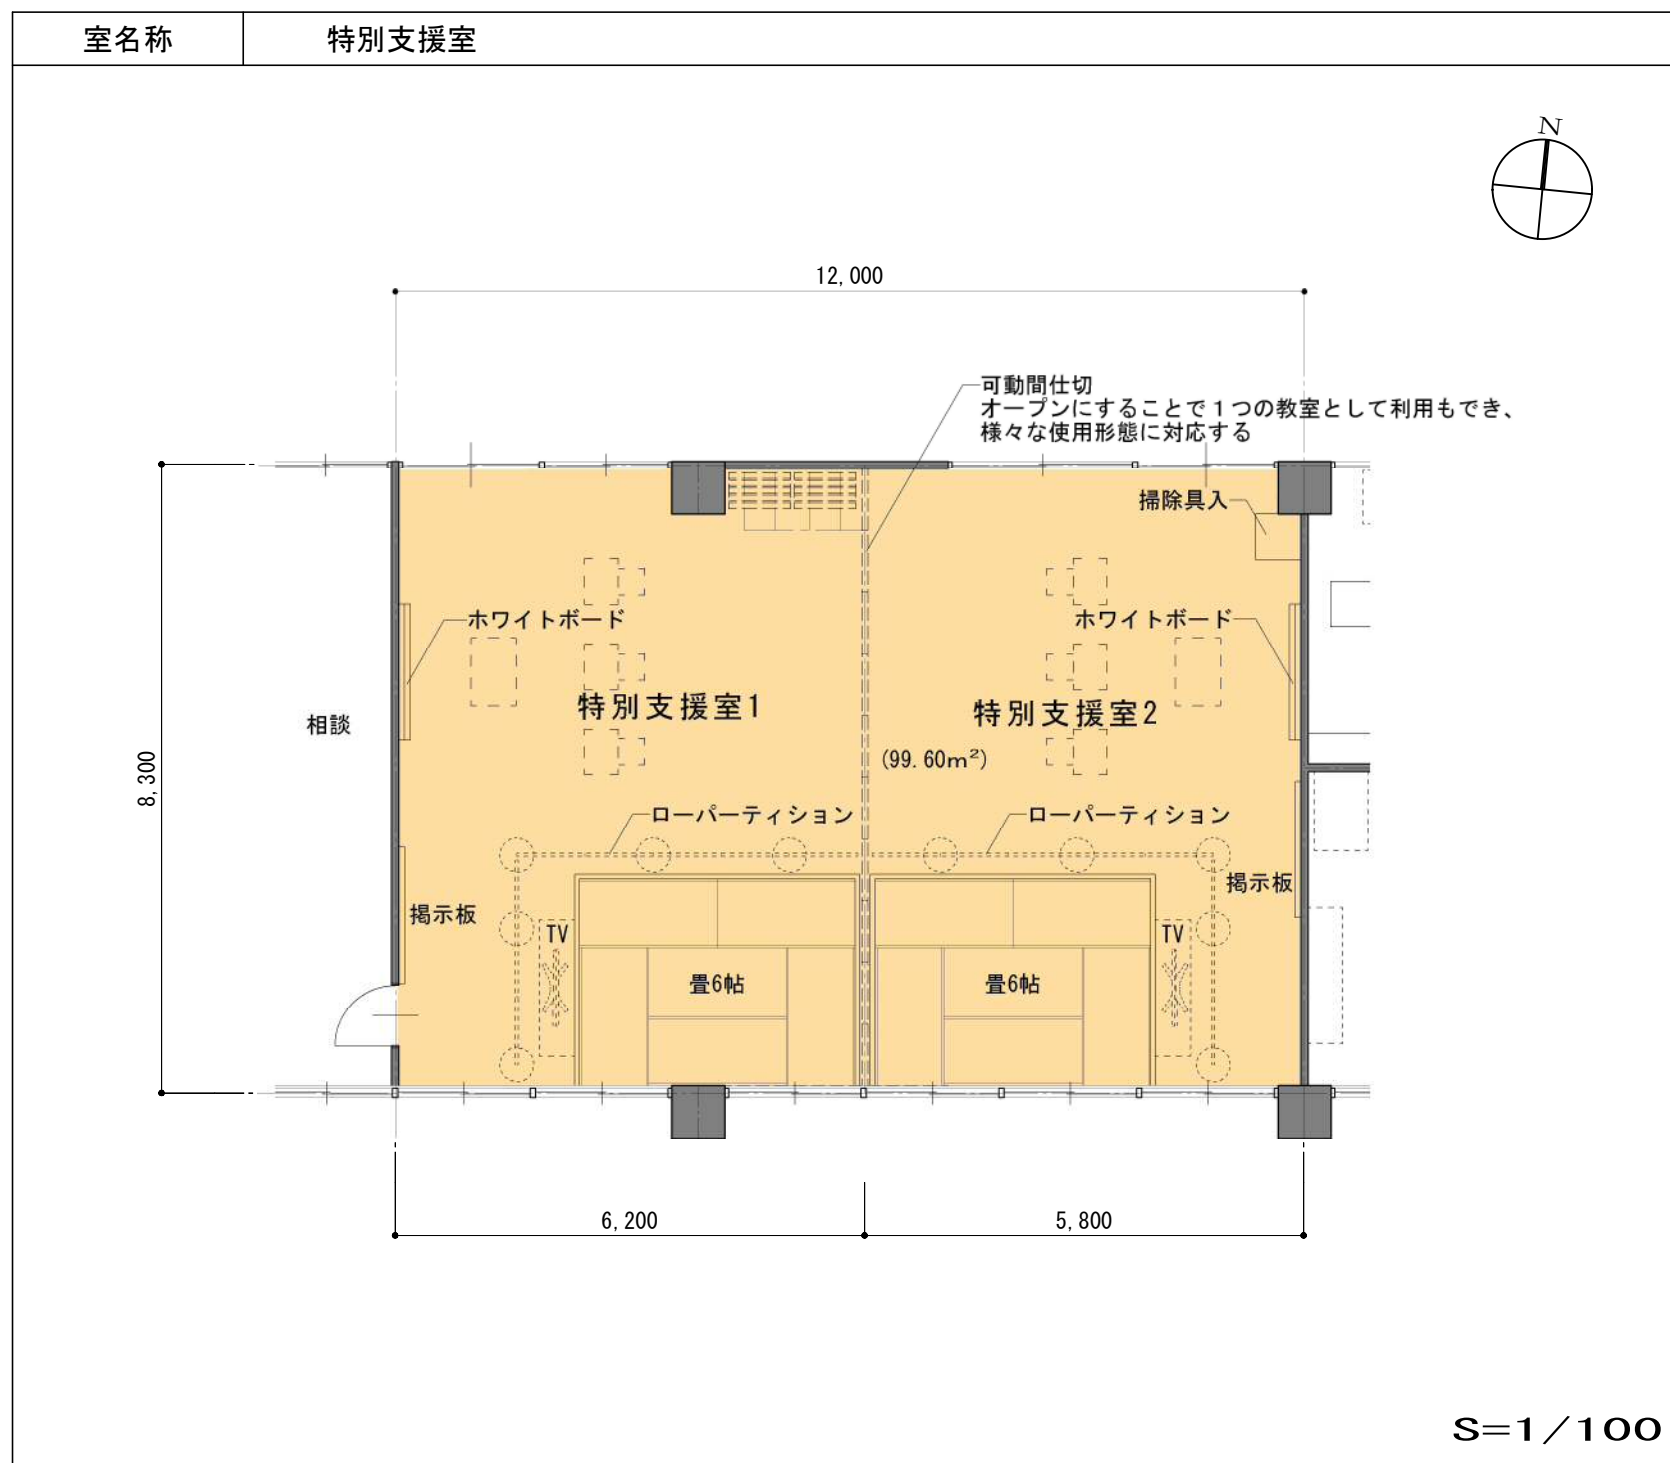 室名称
特別支援室
N
12,000
可動間仕切
オープンにすることで１つの教室として利用もでき、
様々な使用形態に対応する
掃除具入
ホワイトボード
ホワイトボード
特別支援室1
特別支援室2
相談
(99.60m²)
8,300
ローパーティション
ローパーティション
掲示板
掲示板
TV
TV
畳6帖
畳6帖
6,200
5,800
S=1/100